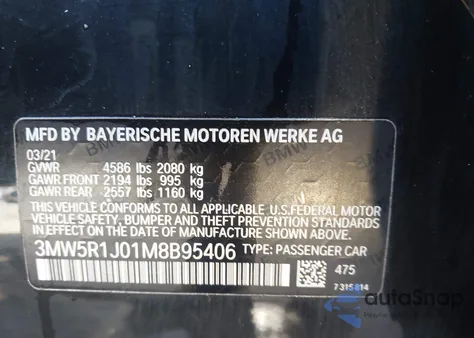 MFD BY BAYERISCHE MOTOREN WERKE AG
03/21
GVWR 4586 lbs 2080 kg
GAWR FRONT 2194 lbs 995 kg
GAWR REAR 2557 lbs 1160 kg
THIS VEHICLE CONFORMS TO ALL APPLICABLE U.S.FEDERAL MOTOR
VEHICLE SAFETY, BUMPER AND THEFT PREVENTION STANDARDS IN
EFFECT ON THE DATE OF MANUFACTURE SHOWN ABOVE.
3MW5R1J01M8B95406 TYPE: PASSENGER CAR
475
7315814
autoSnap